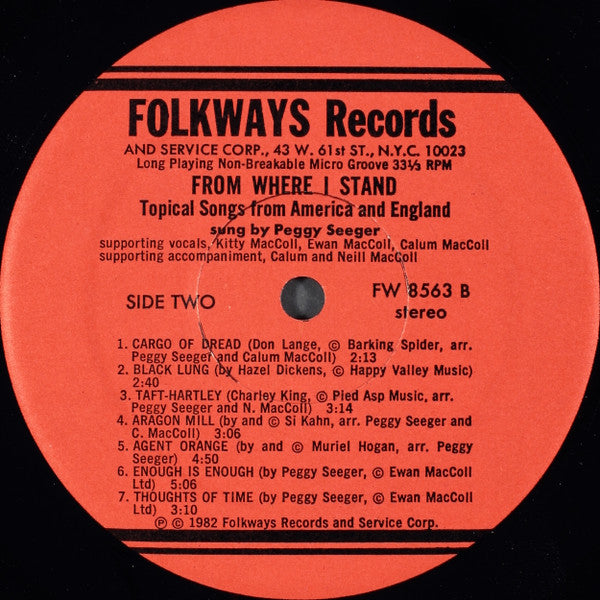 FOLKWAYS Records
AND SERVICE CORP., 43 W. 61st ST., N.Y.C. 10023
Long Playing Non-Breakable Micro Groove 33⅓ RPM
FROM WHERE I STAND
Topical Songs from America and England
sung by Peggy Seeger
supporting vocals, Kitty MacColl, Ewan MacColl, Calum MacColl
supporting accompaniment, Calum and Neill MacColl
SIDE TWO
FW 8563 B
stereo
1. CARGO OF DREAD (Don Lange, © Barking Spider, arr.
Peggy Seeger and Calum MacColl) 2:13
2. BLACK LUNG (by Hazel Dickens, © Happy Valley Music)
2:40
3. TAFT-HARTLEY (Charley King, © Pied Asp Music, arr.
Peggy Seeger and N. MacColl) 3:14
4. ARAGON MILL (by and © Si Kahn, arr. Peggy Seeger and
C. MacColl) 3:06
5. AGENT ORANGE (by and © Muriel Hogan, arr. Peggy
Seeger) 4:50
6. ENOUGH IS ENOUGH (by Peggy Seeger, © Ewan MacColl
Ltd) 5:06
7. THOUGHTS OF TIME (by Peggy Seeger, © Ewan MacColl
Ltd) 3:10
℗ © 1982 Folkways Records and Service Corp.